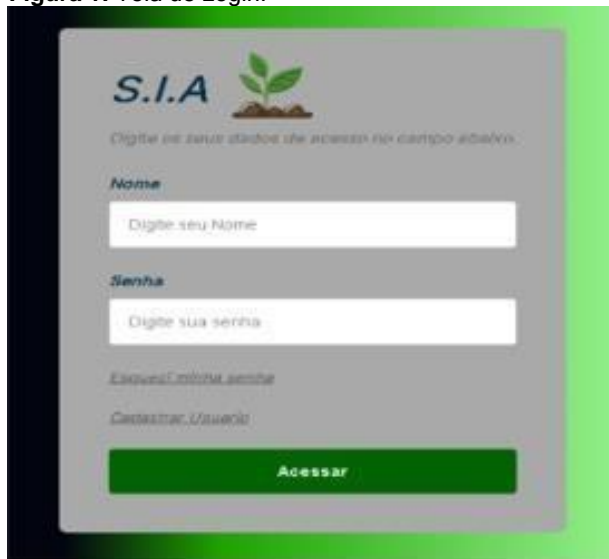 Figura 1. Tela de Login.
S.I.A
Digite os seus dados de acesso no campo abaixo.
Nome
Digite seu Nome
Senha
Digite sua senha
Esqueci minha senha
Cadastrar Usuario
Acessar